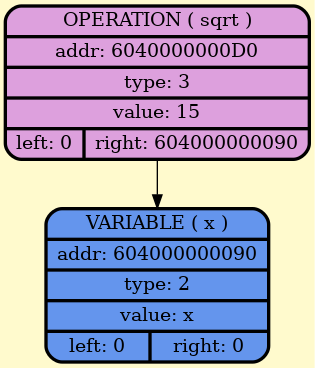 OPERATION ( sqrt )
addr: 6040000000D0
type: 3
value: 15
left: 0 right: 604000000090
VARIABLE ( x )
addr: 604000000090
type: 2
value: x
left: 0 right: 0